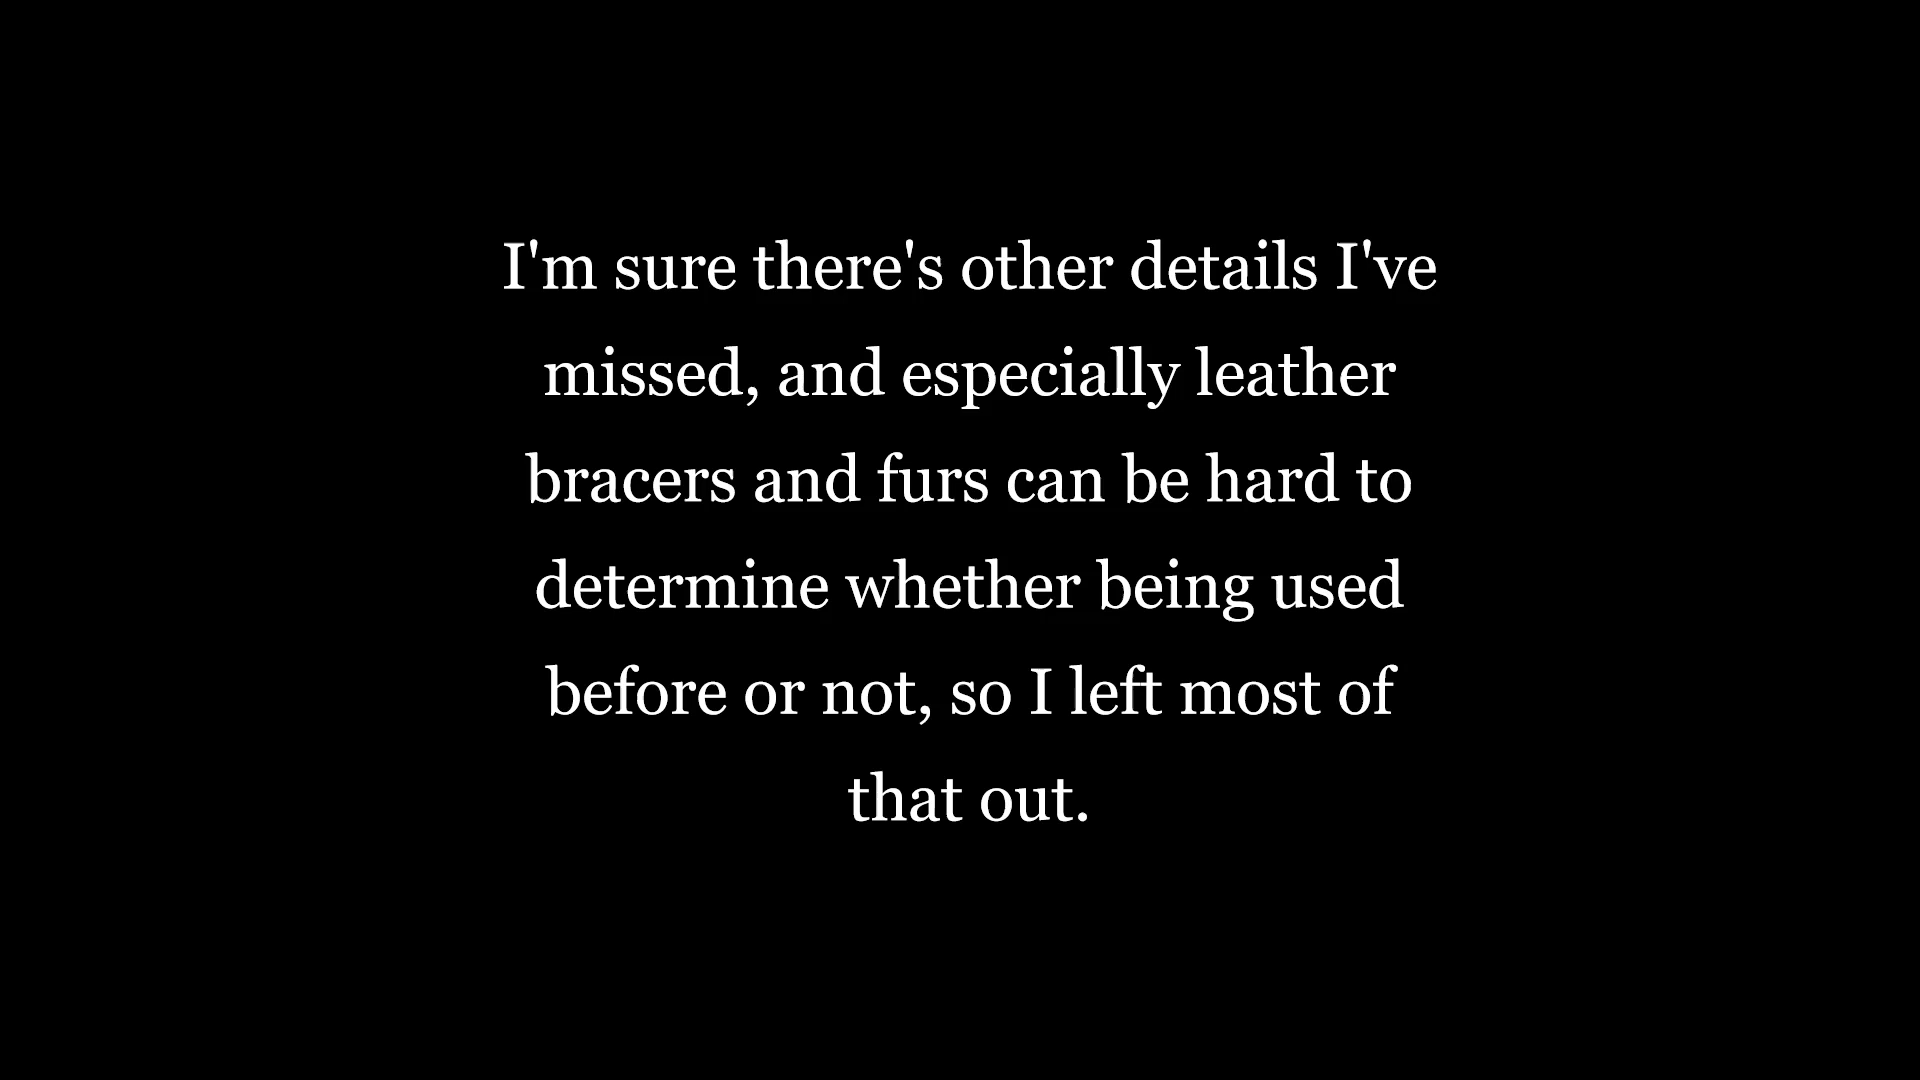 I'm sure there's other details I've
missed, and especially leather
bracers and furs can be hard to
determine whether being used
before or not, so I left most of
that out.